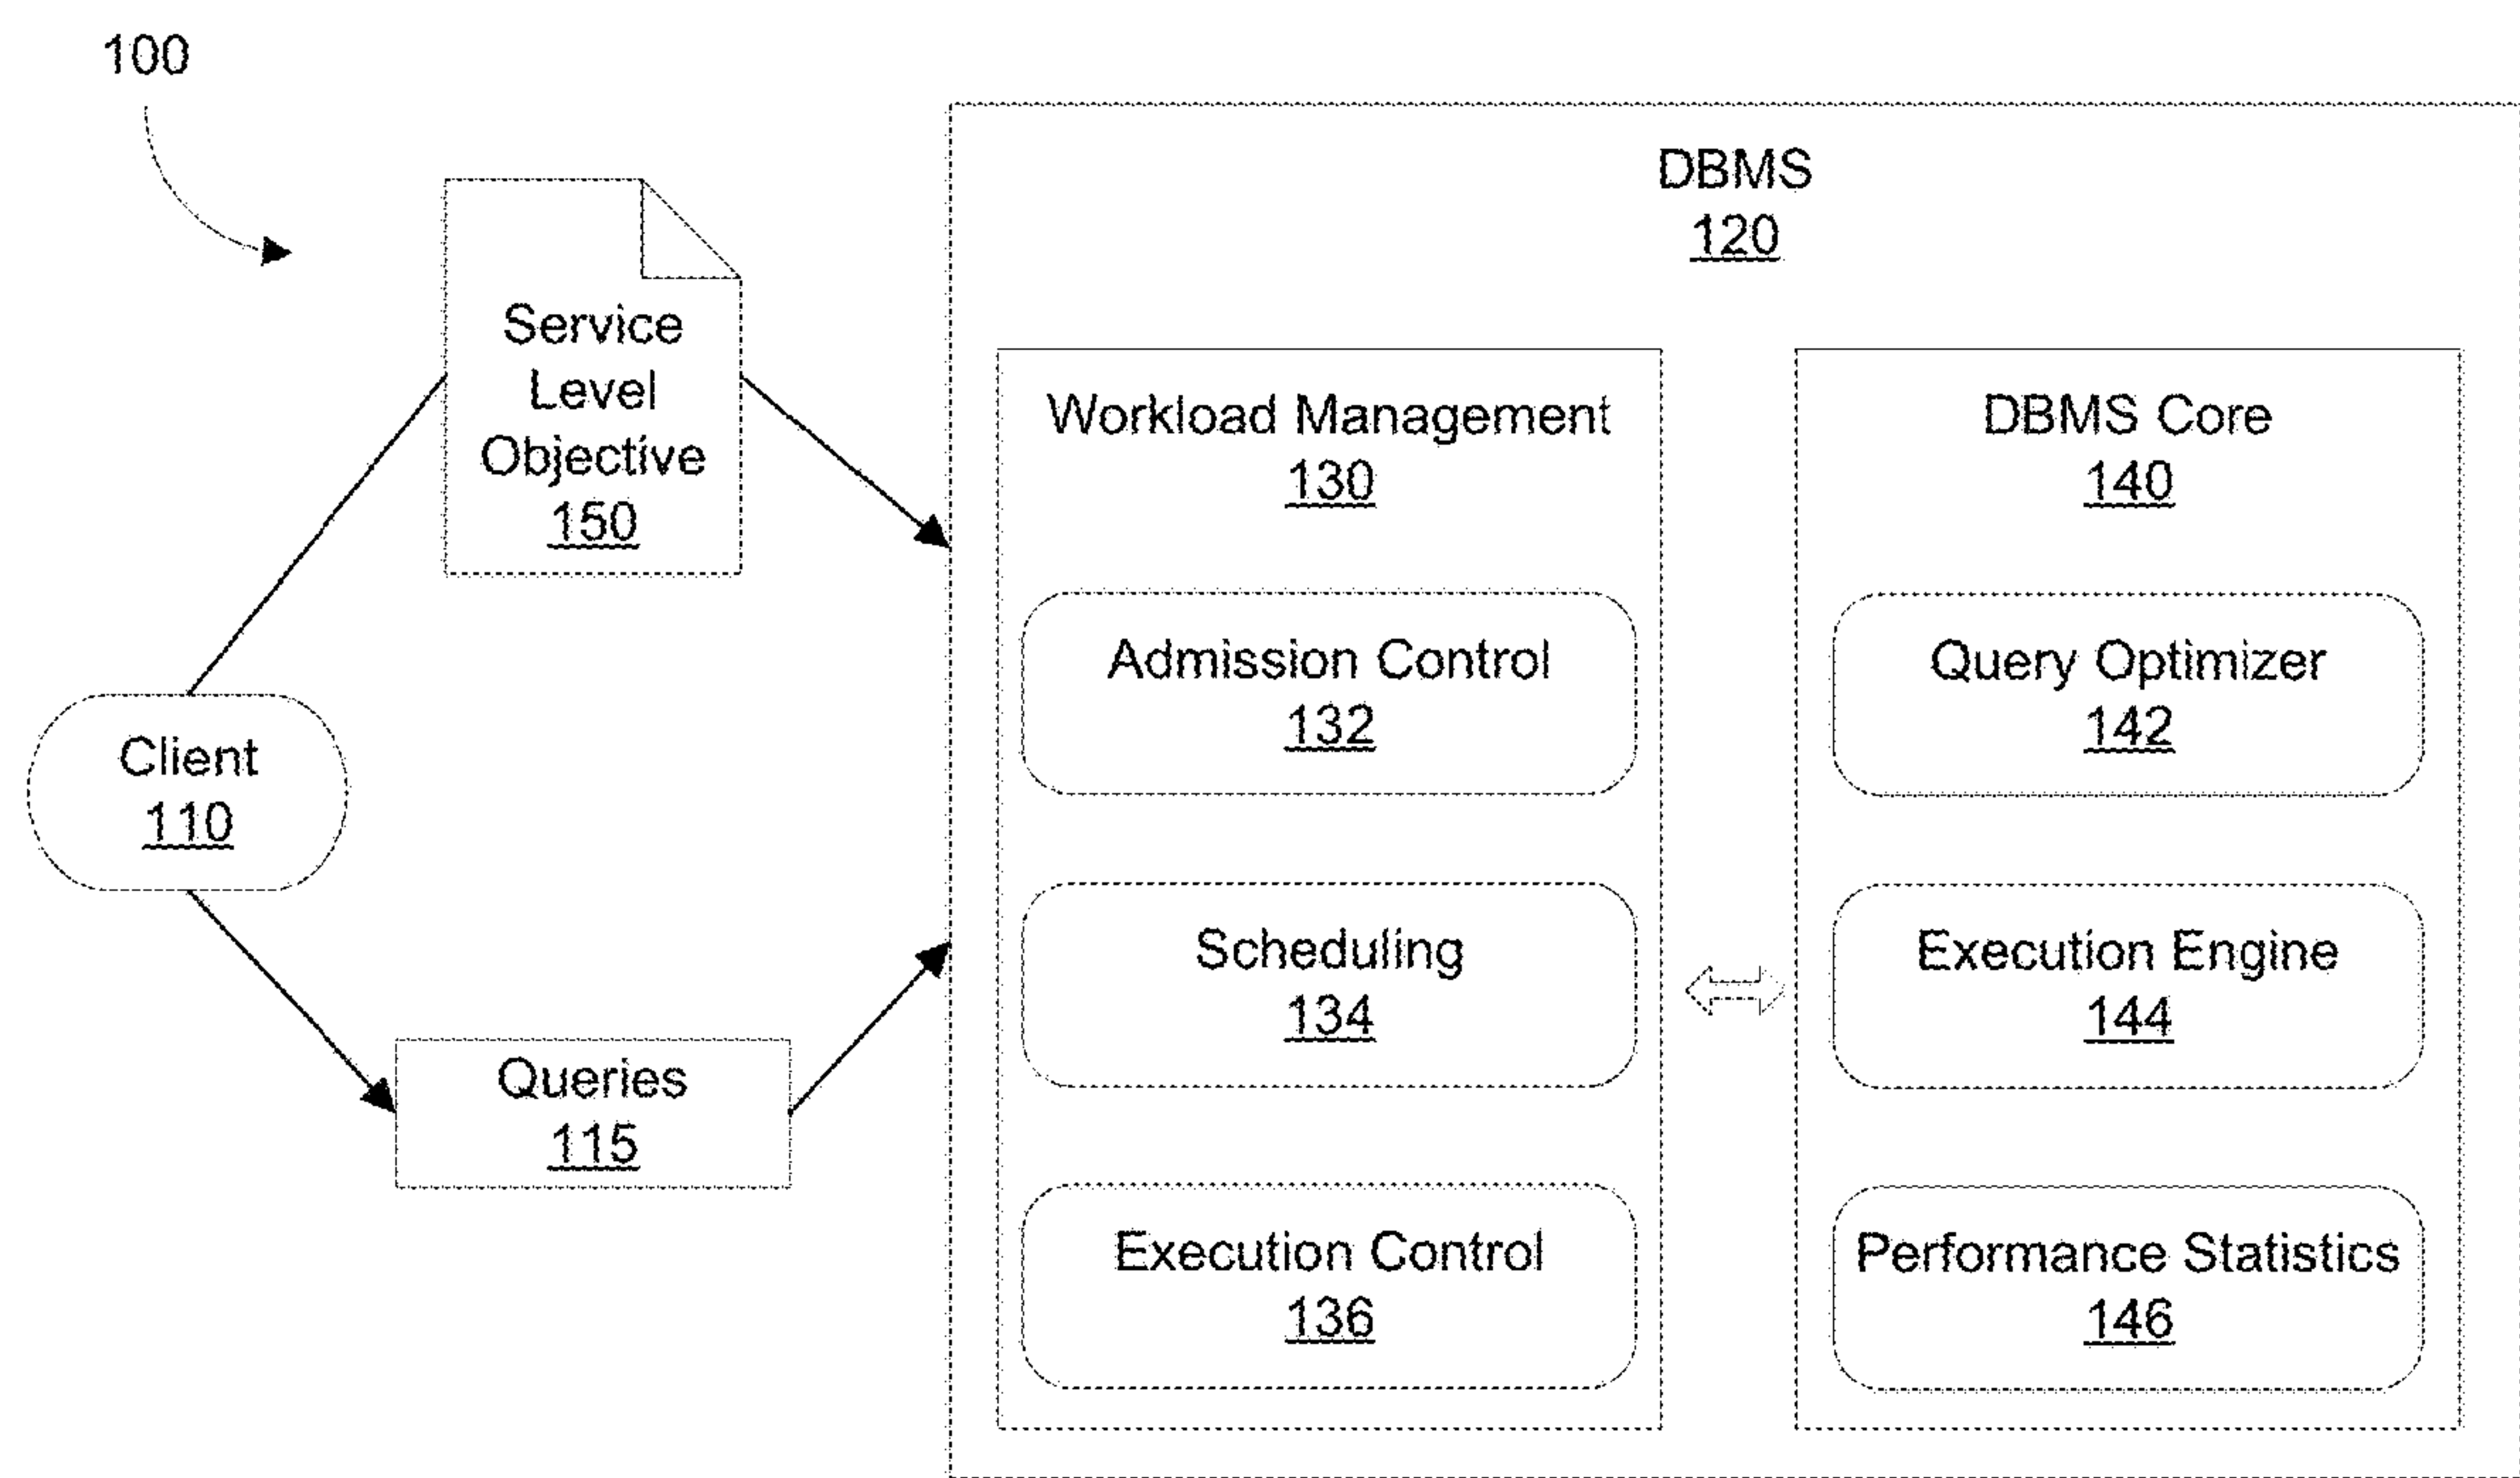 100
Service
Level
Objective
150
Client
110
Queries
115
DBMS
120
Workload Management
130
Admission Control
132
Scheduling
134
Execution Control
136
DBMS Core
140
Query Optimizer
142
Execution Engine
144
Performance Statistics
146